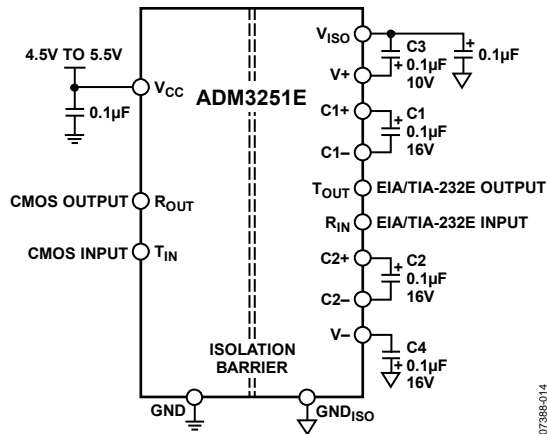 4.5V TO 5.5V
0.1µF
VCC
ADM3251E
VISO
V+
+ C3
0.1µF
10V
+
0.1µF
C1+
C1–
+ C1
0.1µF
16V
CMOS OUTPUT
ROUT
TOUT
EIA/TIA-232E OUTPUT
RIN
EIA/TIA-232E INPUT
CMOS INPUT
TIN
C2+
C2–
+ C2
0.1µF
16V
V–
C4
+ 0.1µF
16V
ISOLATION
BARRIER
GND
GNDISO
07388-014